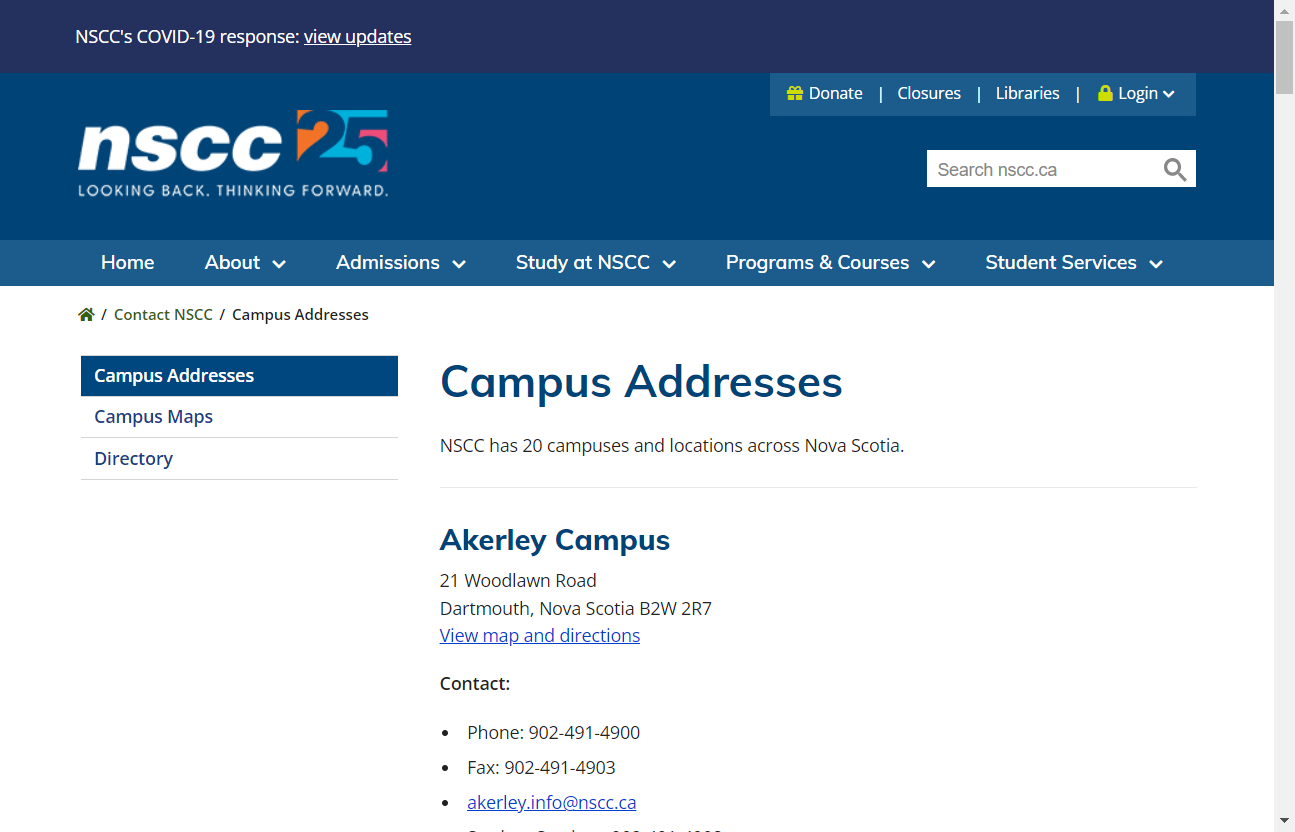 NSCC's COVID-19 response: view updates
Donate | Closures | Libraries | Login
nscc 25
LOOKING BACK. THINKING FORWARD.
Search nscc.ca
Home About Admissions Study at NSCC Programs & Courses Student Services
/ Contact NSCC / Campus Addresses
Campus Addresses
Campus Maps
Directory
Campus Addresses
NSCC has 20 campuses and locations across Nova Scotia.
Akerley Campus
21 Woodlawn Road
Dartmouth, Nova Scotia B2W 2R7
View map and directions
Contact:
• Phone: 902-491-4900
• Fax: 902-491-4903
• akerley.info@nscc.ca